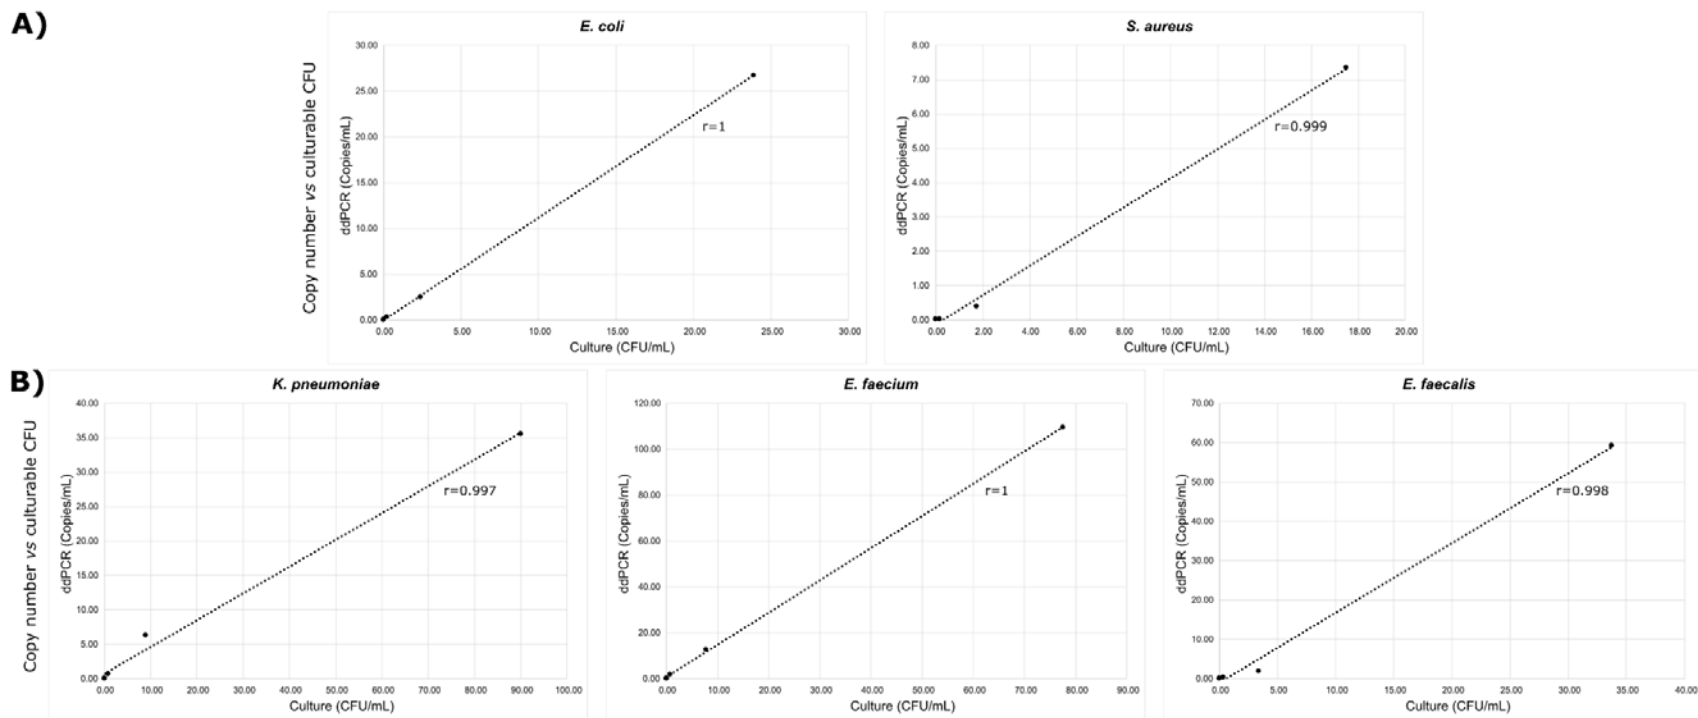 A)
Copy number vs culturable CFU
E. coli
ddPCR (Copies/mL)
30.00
25.00
20.00
15.00
10.00
5.00
0.00
r=1
0.00 5.00 10.00 15.00 20.00 25.00 30.00
Culture (CFU/mL)
S. aureus
ddPCR (Copies/mL)
8.00
7.00
6.00
5.00
4.00
3.00
2.00
1.00
0.00
r=0.999
0.00 2.00 4.00 6.00 8.00 10.00 12.00 14.00 16.00 18.00 20.00
Culture (CFU/mL)
B)
Copy number vs culturable CFU
K. pneumoniae
ddPCR (Copies/mL)
40.00
35.00
30.00
25.00
20.00
15.00
10.00
5.00
0.00
r=0.997
0.00 10.00 20.00 30.00 40.00 50.00 60.00 70.00 80.00 90.00 100.00
Culture (CFU/mL)
E. faecium
ddPCR (Copies/mL)
120.00
100.00
80.00
60.00
40.00
20.00
0.00
r=1
0.00 10.00 20.00 30.00 40.00 50.00 60.00 70.00 80.00 90.00
Culture (CFU/mL)
E. faecalis
ddPCR (Copies/mL)
70.00
60.00
50.00
40.00
30.00
20.00
10.00
0.00
r=0.998
0.00 5.00 10.00 15.00 20.00 25.00 30.00 35.00 40.00
Culture (CFU/mL)